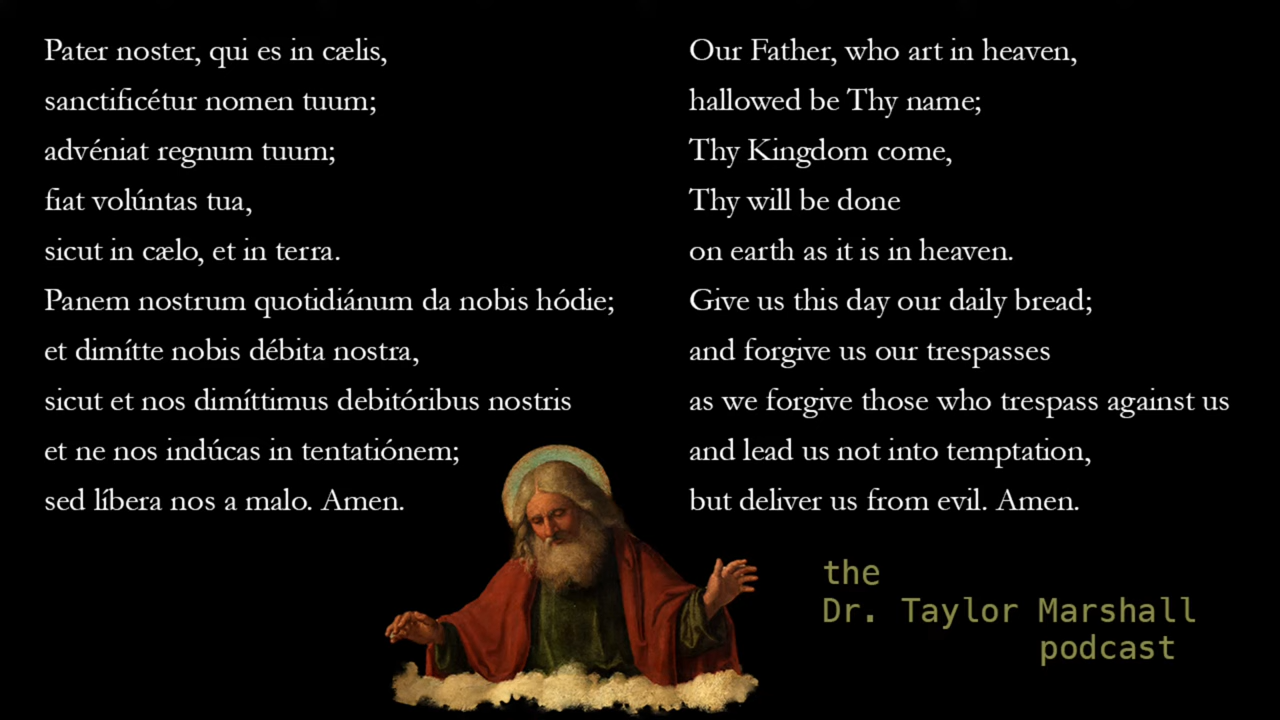 Pater noster, qui es in cælis,
sanctificétur nomen tuum;
advéniat regnum tuum;
fiat volúntas tua,
sicut in cælo, et in terra.
Panem nostrum quotidiánum da nobis hódie;
et dimítte nobis débita nostra,
sicut et nos dimíttimus debitóribus nostris
et ne nos indúcas in tentatiónem;
sed líbera nos a malo. Amen.
Our Father, who art in heaven,
hallowed be Thy name;
Thy Kingdom come,
Thy will be done
on earth as it is in heaven.
Give us this day our daily bread;
and forgive us our trespasses
as we forgive those who trespass against us
and lead us not into temptation,
but deliver us from evil. Amen.
the
Dr. Taylor Marshall
podcast